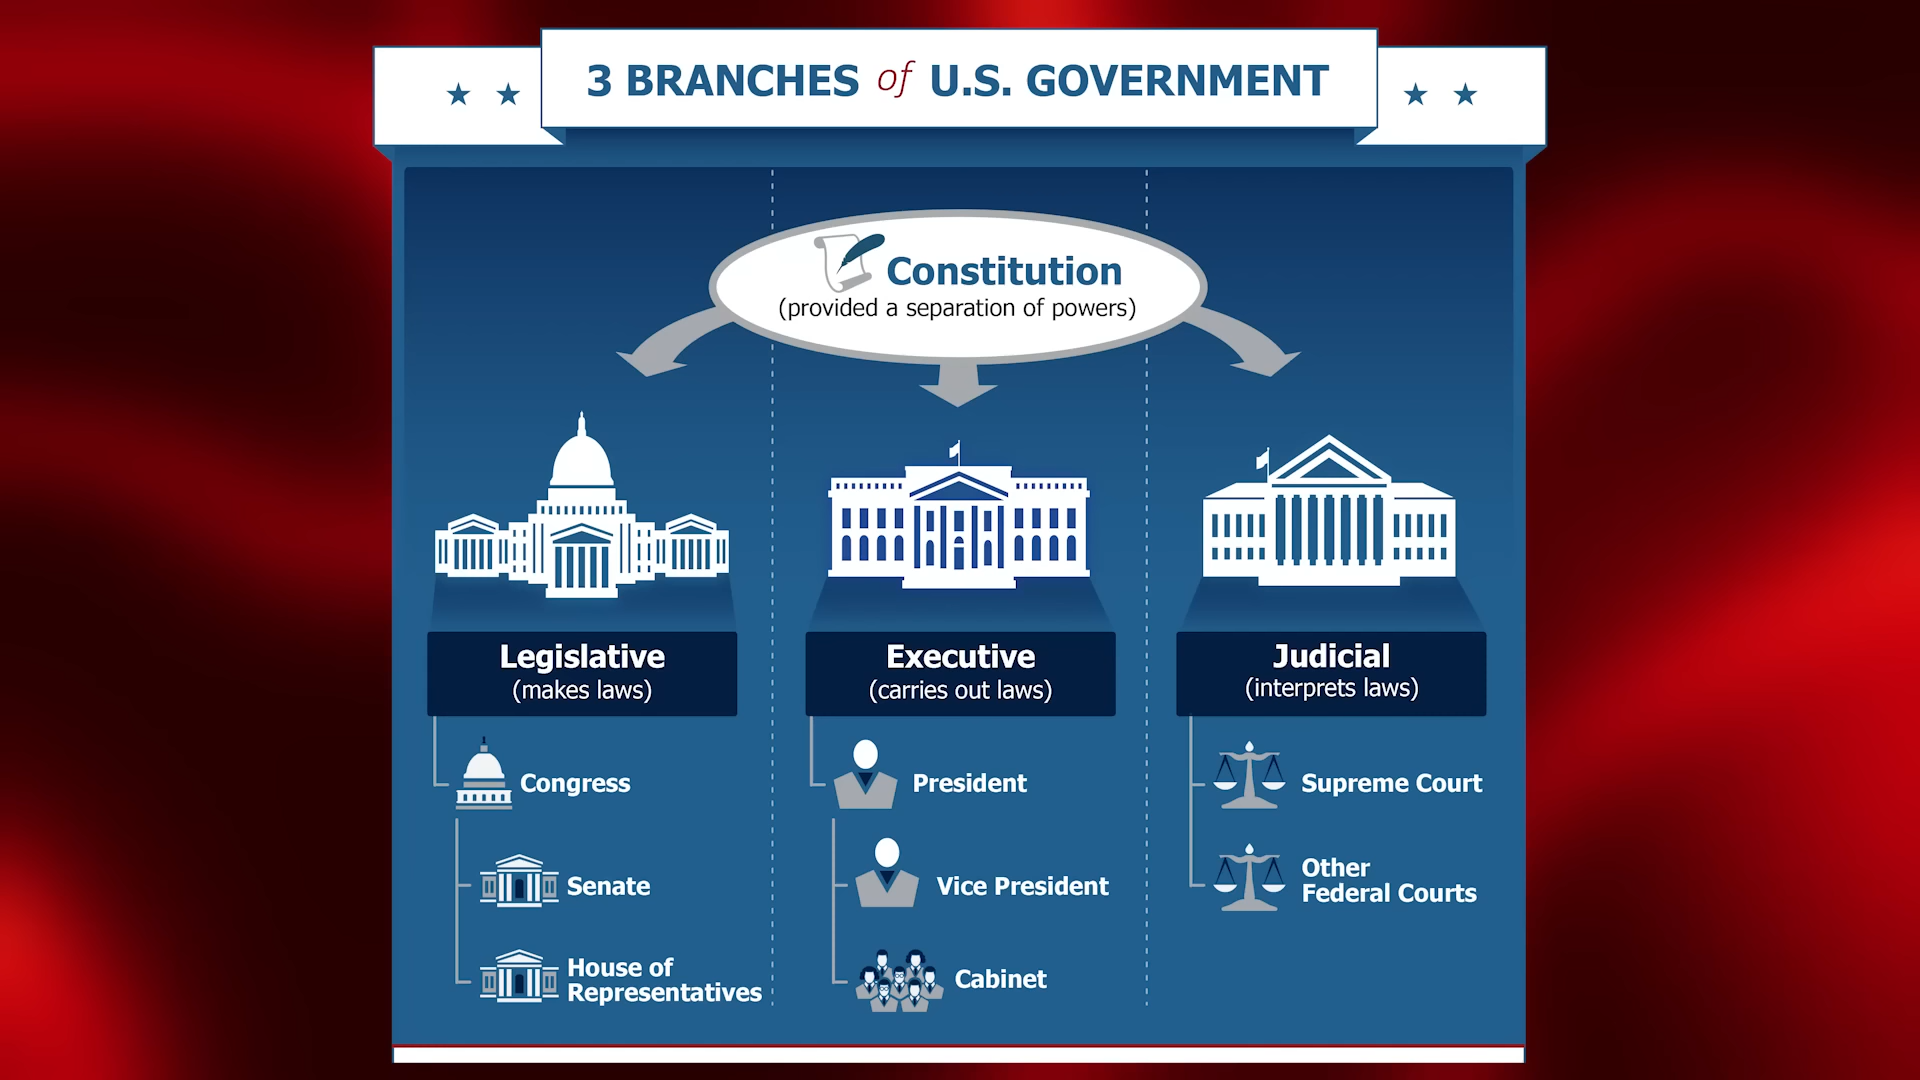 3 BRANCHES of U.S. GOVERNMENT
Constitution
(provided a separation of powers)
Legislative
(makes laws)
Congress
Senate
House of
Representatives
Executive
(carries out laws)
President
Vice President
Cabinet
Judicial
(interprets laws)
Supreme Court
Other
Federal Courts